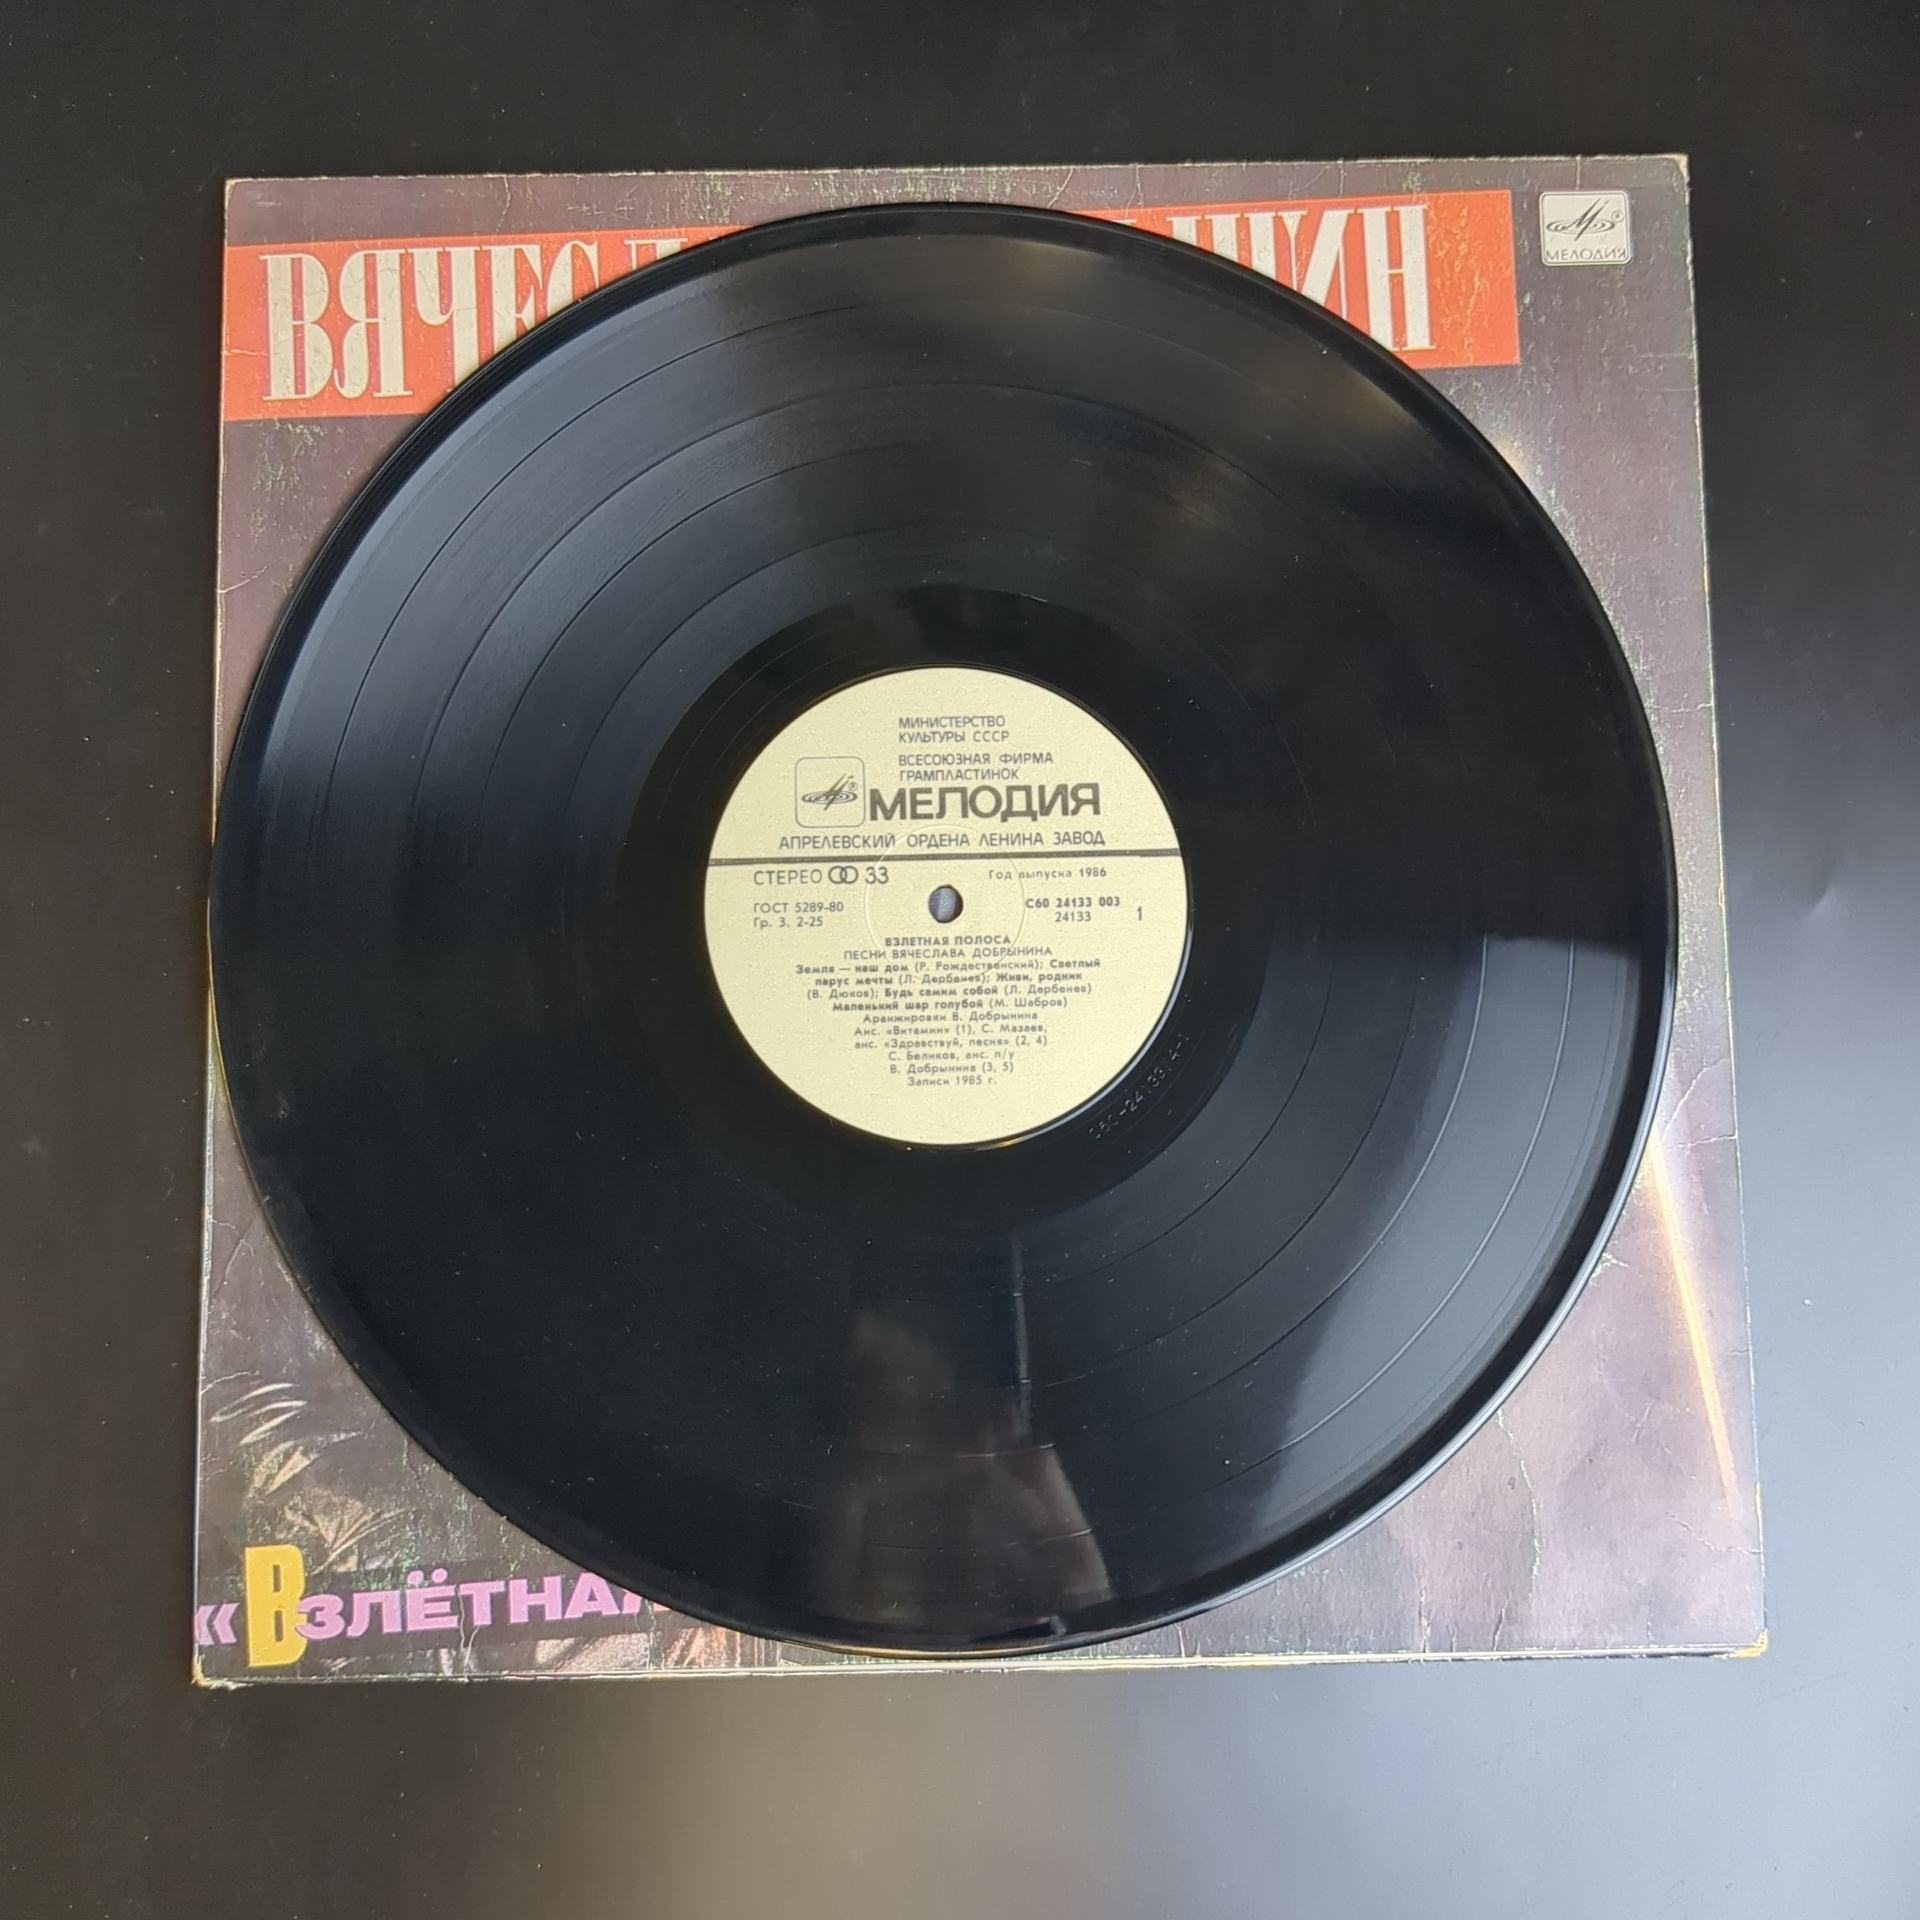 ВЯЧЕСЛ
НИН
МЕЛОДИЯ
МИНИСТЕРСТВО
КУЛЬТУРЫ СССР
ВСЕСОЮЗНАЯ ФИРМА
ГРАМПЛАСТИНОК
МЕЛОДИЯ
АПРЕЛЕВСКИЙ ОРДЕНА ЛЕНИНА ЗАВОД
СТЕРЕО 33
Год выпуска 1986
ГОСТ 5289-80
Гр. 3. 2-25
С60 24133 003
24133
1
ВЗЛЕТНАЯ ПОЛОСА
ПЕСНИ ВЯЧЕСЛАВА ДОБРЫНИНА
Земля — наш дом (Р. Рождественский); Светлый
парус мечты (Л. Дербенев); Живи, родник
(В. Дюков); Будь самим собой (Л. Дербенев)
Маленький шар голубой (М. Шабров)
Аранжировки В. Добрынина
Анс. «Витамин» (1), С. Мазаев,
анс. «Здравствуй, песня» (2, 4)
С. Беликов, анс. п/у
В. Добрынина (3, 5)
Записи 1985 г.
«ВЗЛЁТНАЯ